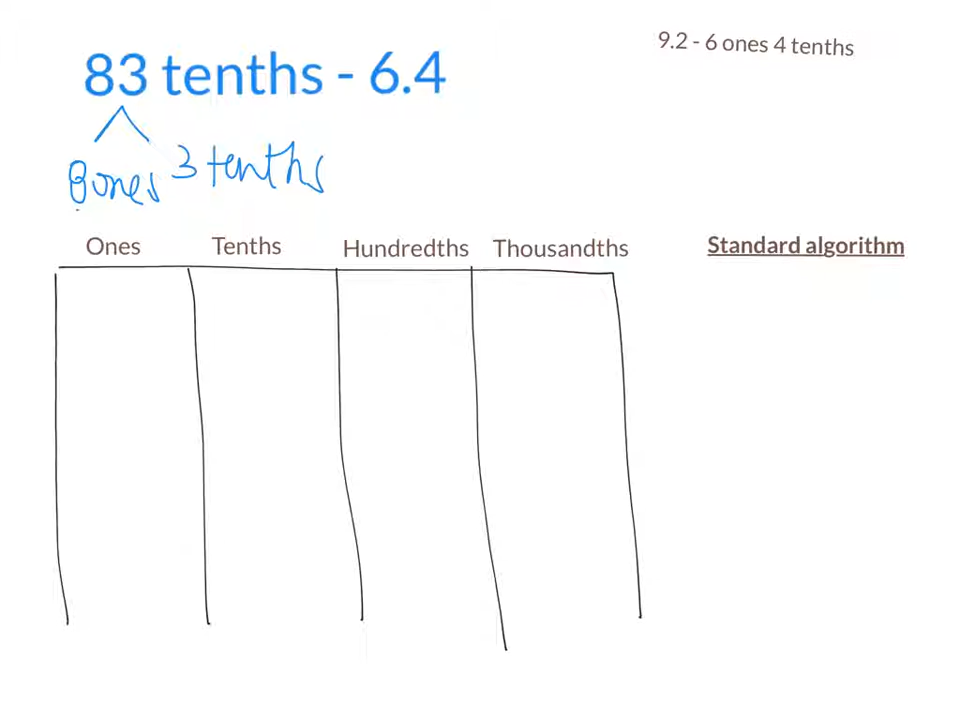 9.2 - 6 ones 4 tenths
83 tenths - 6.4
8 ones 3 tenths
Ones Tenths Hundredths Thousandths Standard algorithm